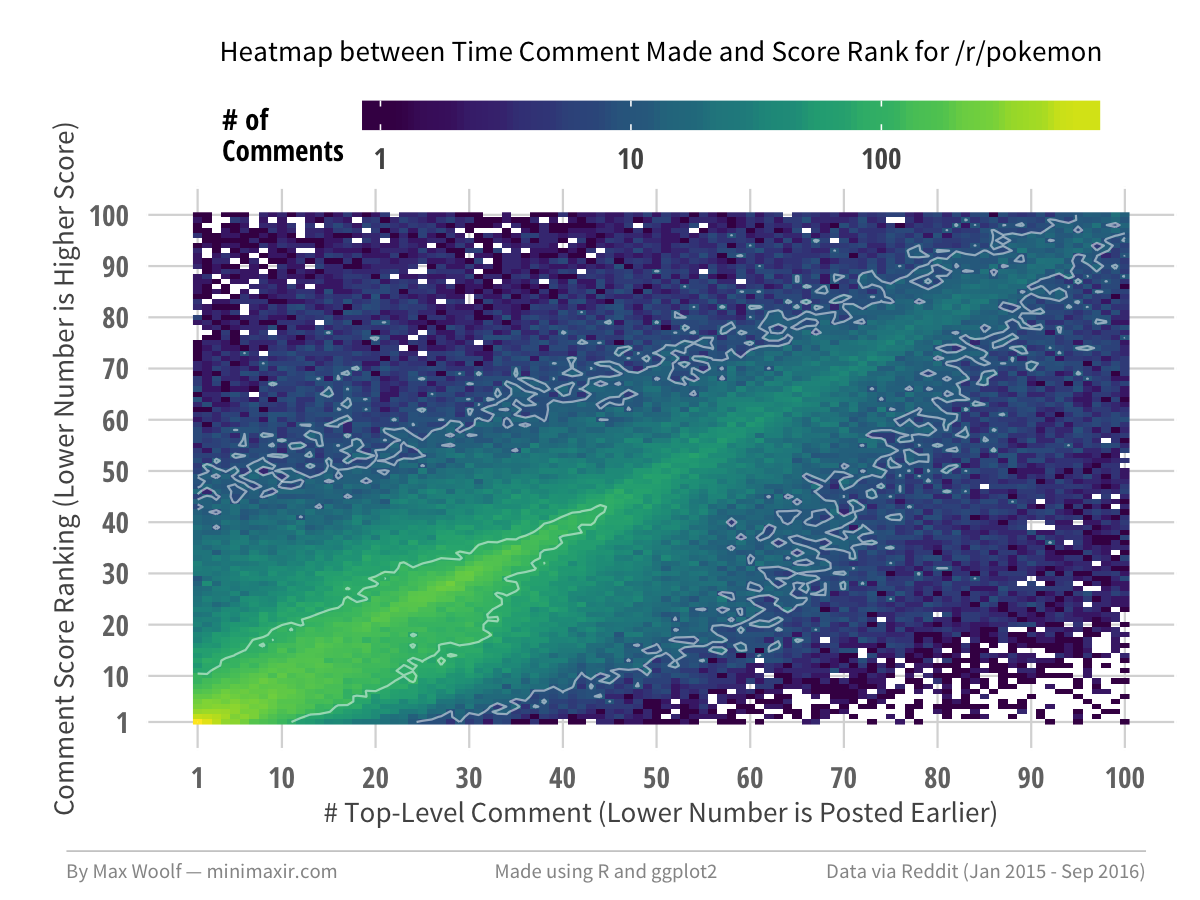 Heatmap between Time Comment Made and Score Rank for /r/pokemon
# of
Comments
1 10 100
Comment Score Ranking (Lower Number is Higher Score)
100
90
80
70
60
50
40
30
20
10
1
1 10 20 30 40 50 60 70 80 90 100
# Top-Level Comment (Lower Number is Posted Earlier)
By Max Woolf — minimaxir.com Made using R and ggplot2 Data via Reddit (Jan 2015 - Sep 2016)